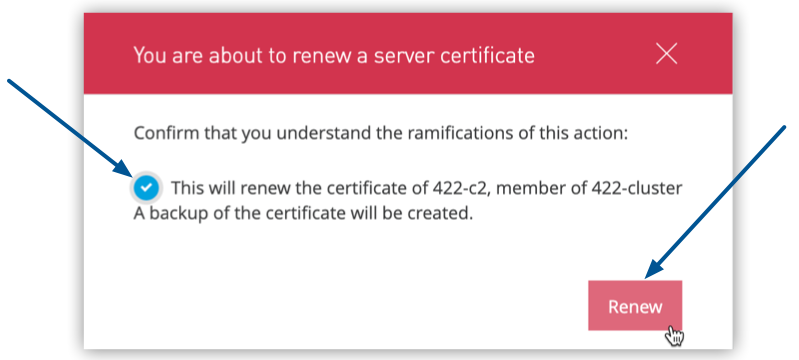 You are about to renew a server certificate
Confirm that you understand the ramifications of this action:
This will renew the certificate of 422-c2, member of 422-cluster
A backup of the certificate will be created.
Renew